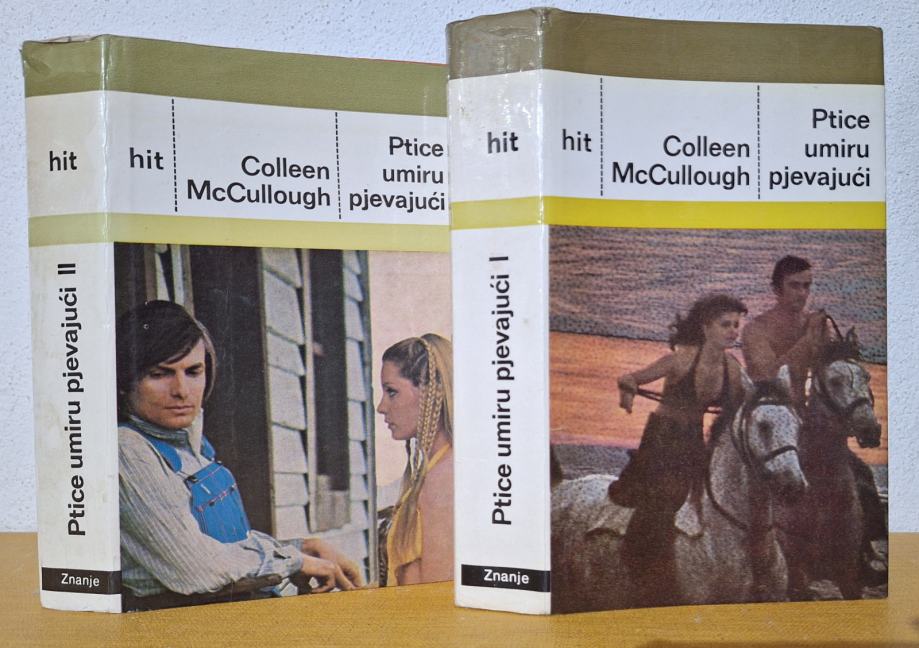 hit
hit
Colleen
McCullough
Ptice
umiru
pjevajući
Ptice umiru pjevajući II
Znanje
hit
hit
Colleen
McCullough
Ptice
umiru
pjevajući
Ptice umiru pjevajući I
Znanje